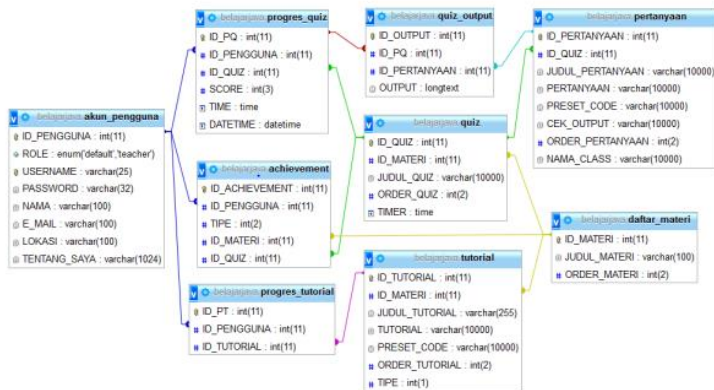 belajarjava.progres_quiz
ID_PQ : int(11)
ID_PENGGUNA : int(11)
ID_QUIZ : int(11)
SCORE : int(3)
TIME : time
DATETIME : datetime
belajarjava.quiz_output
ID_OUTPUT : int(11)
ID_PQ : int(11)
ID_PERTANYAAN : int(11)
OUTPUT : longtext
belajarjava.pertanyaan
ID_PERTANYAAN : int(11)
ID_QUIZ : int(11)
JUDUL_PERTANYAAN : varchar(10000)
PERTANYAAN : varchar(10000)
PRESET_CODE : varchar(10000)
CEK_OUTPUT : varchar(10000)
ORDER_PERTANYAAN : int(2)
NAMA_CLASS : varchar(10000)
belajarjava.akun_pengguna
ID_PENGGUNA : int(11)
ROLE : enum('default','teacher')
USERNAME : varchar(25)
PASSWORD : varchar(32)
NAMA : varchar(100)
E_MAIL : varchar(100)
LOKASI : varchar(100)
TENTANG_SAYA : varchar(1024)
belajarjava.quiz
ID_QUIZ : int(11)
ID_MATERI : int(11)
JUDUL_QUIZ : varchar(10000)
ORDER_QUIZ : int(2)
TIMER : time
belajarjava.achievement
ID_ACHIEVEMENT : int(11)
ID_PENGGUNA : int(11)
TIPE : int(2)
ID_MATERI : int(11)
ID_QUIZ : int(11)
belajarjava.daftar_materi
ID_MATERI : int(11)
JUDUL_MATERI : varchar(100)
ORDER_MATERI : int(2)
belajarjava.progres_tutorial
ID_PT : int(11)
ID_PENGGUNA : int(11)
ID_TUTORIAL : int(11)
belajarjava.tutorial
ID_TUTORIAL : int(11)
ID_MATERI : int(11)
JUDUL_TUTORIAL : varchar(255)
TUTORIAL : varchar(10000)
PRESET_CODE : varchar(10000)
ORDER_TUTORIAL : int(2)
TIPE : int(1)